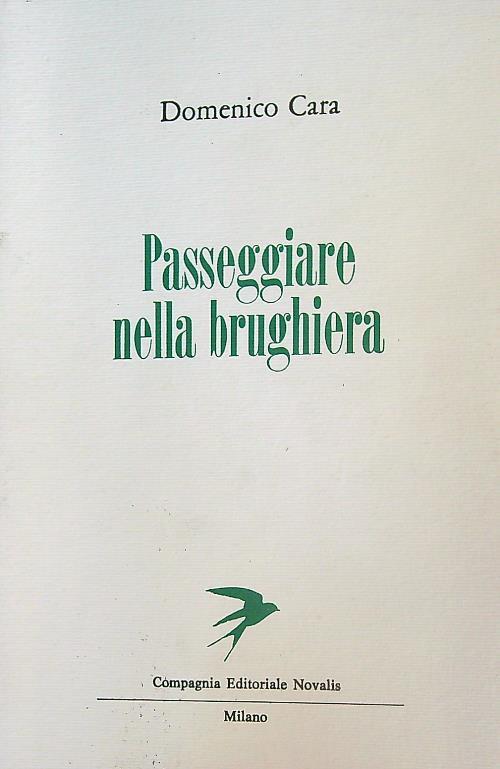 Domenico Cara
Passeggiare
nella brughiera
Compagnia Editoriale Novalis
Milano